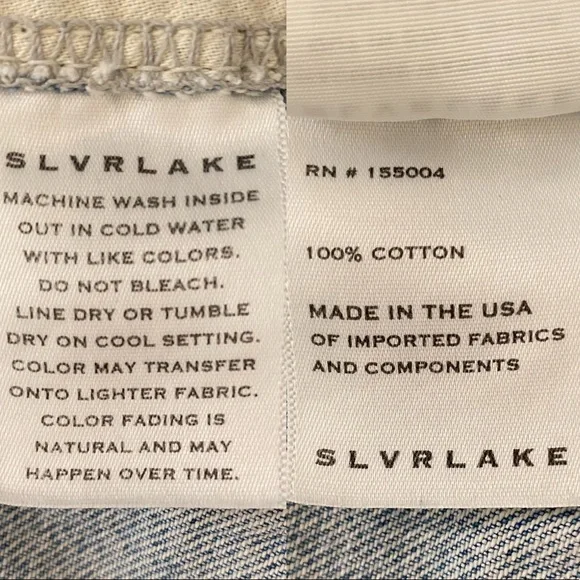 SLVRLAKE
MACHINE WASH INSIDE
OUT IN COLD WATER
WITH LIKE COLORS.
DO NOT BLEACH.
LINE DRY OR TUMBLE
DRY ON COOL SETTING.
COLOR MAY TRANSFER
ONTO LIGHTER FABRIC.
COLOR FADING IS
NATURAL AND MAY
HAPPEN OVER TIME.
RN # 155004
100% COTTON
MADE IN THE USA
OF IMPORTED FABRICS
AND COMPONENTS
SLVRLAKE